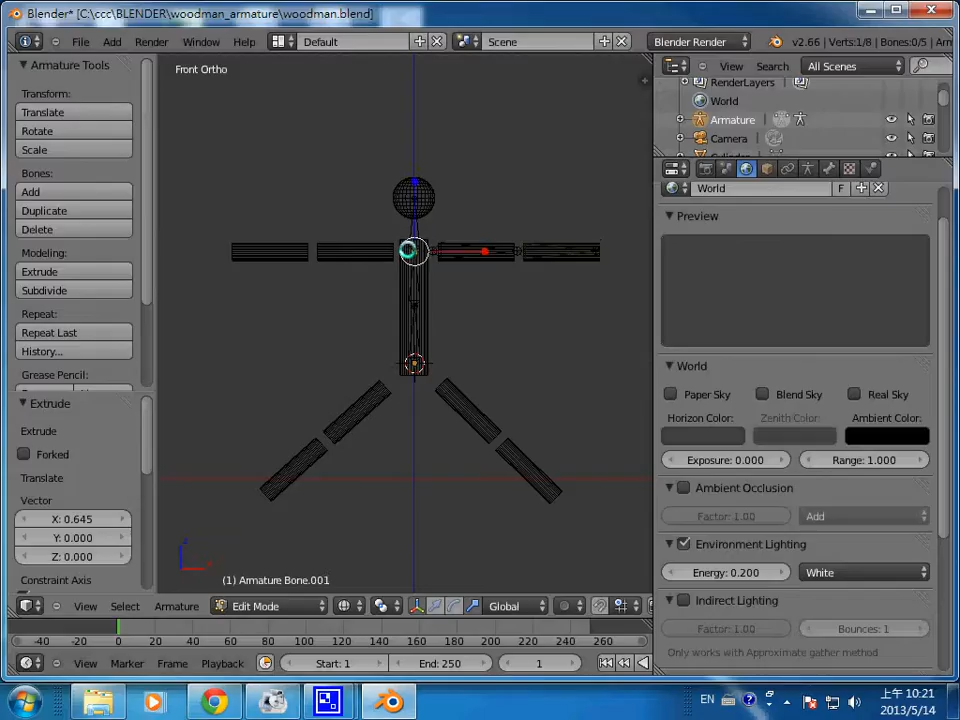 Blender* [C:\ccc\BLENDER\woodman_armature\woodman.blend]
File Add Render Window Help Default Scene Blender Render v2.66 | Verts:1/8 | Bones:0/5 | Arm
Armature Tools
Transform:
Translate
Rotate
Scale
Bones:
Add
Duplicate
Delete
Modeling:
Extrude
Subdivide
Repeat:
Repeat Last
History...
Grease Pencil:
Extrude
Extrude
Forked
Translate
Vector
X: 0.645
Y: 0.000
Z: 0.000
Constraint Axis
Front Ortho
(1) Armature Bone.001
View Select Armature Edit Mode Global
-40 -20 0 20 40 60 80 100 120 140 160 180 200 220 240 260
View Marker Frame Playback Start: 1 End: 250 1
View Search All Scenes
RenderLayers
World
Armature
Camera
World F
Preview
World
Paper Sky Blend Sky Real Sky
Horizon Color: Zenith Color: Ambient Color:
Exposure: 0.000 Range: 1.000
Ambient Occlusion
Factor: 1.00 Add
Environment Lighting
Energy: 0.200 White
Indirect Lighting
Factor: 1.00 Bounces: 1
Only works with Approximate gather method
EN
上午 10:21
2013/5/14